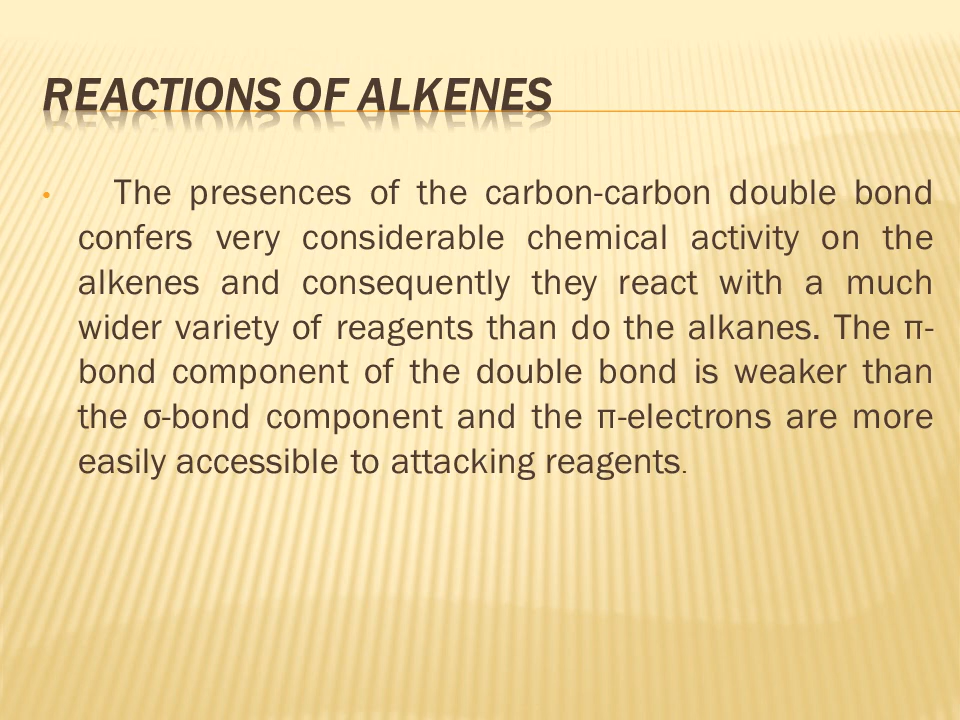 REACTIONS OF ALKENES
• The presences of the carbon-carbon double bond
confers very considerable chemical activity on the
alkenes and consequently they react with a much
wider variety of reagents than do the alkanes. The π-
bond component of the double bond is weaker than
the σ-bond component and the π-electrons are more
easily accessible to attacking reagents.